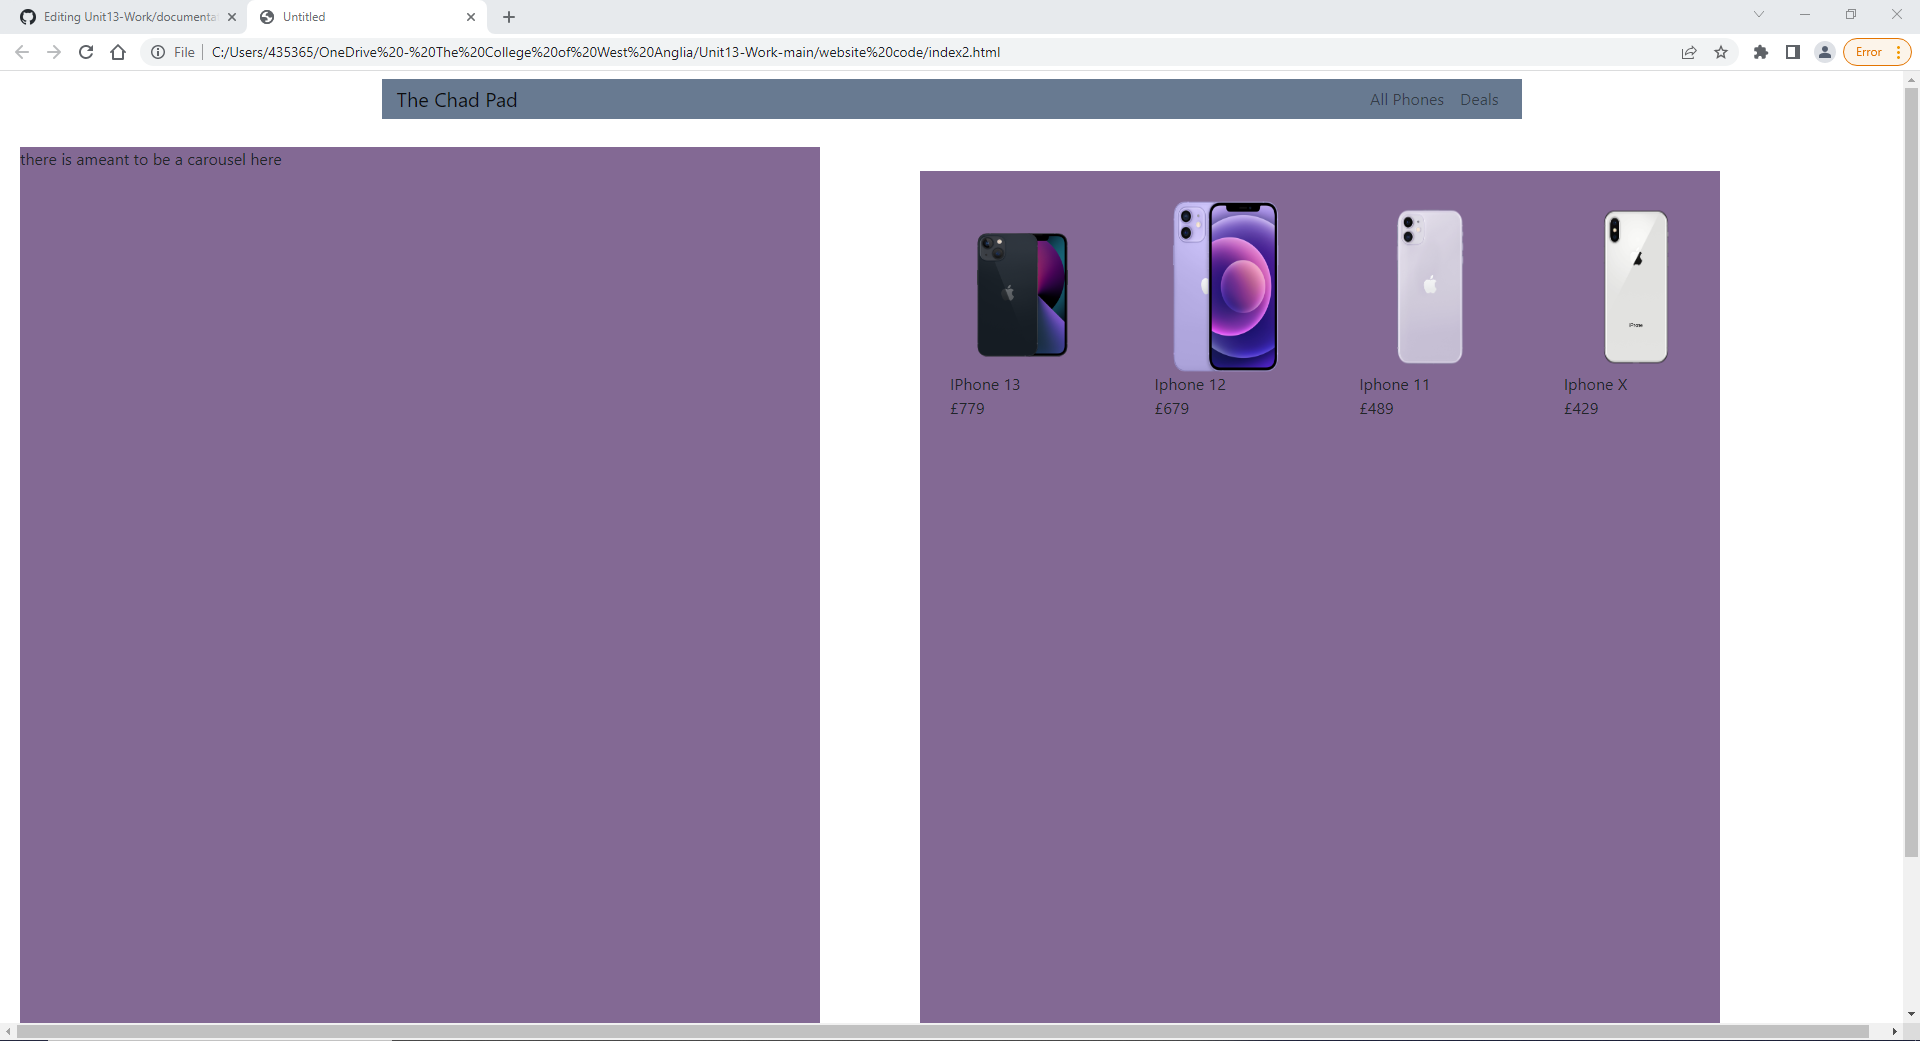 Editing Unit13-Work/documenta
Untitled
File
C:/Users/435365/OneDrive%20-%20The%20College%20of%20West%20Anglia/Unit13-Work-main/website%20code/index2.html
Error
The Chad Pad
All Phones
Deals
there is ameant to be a carousel here
IPhone 13
£779
Iphone 12
£679
Iphone 11
£489
Iphone X
£429